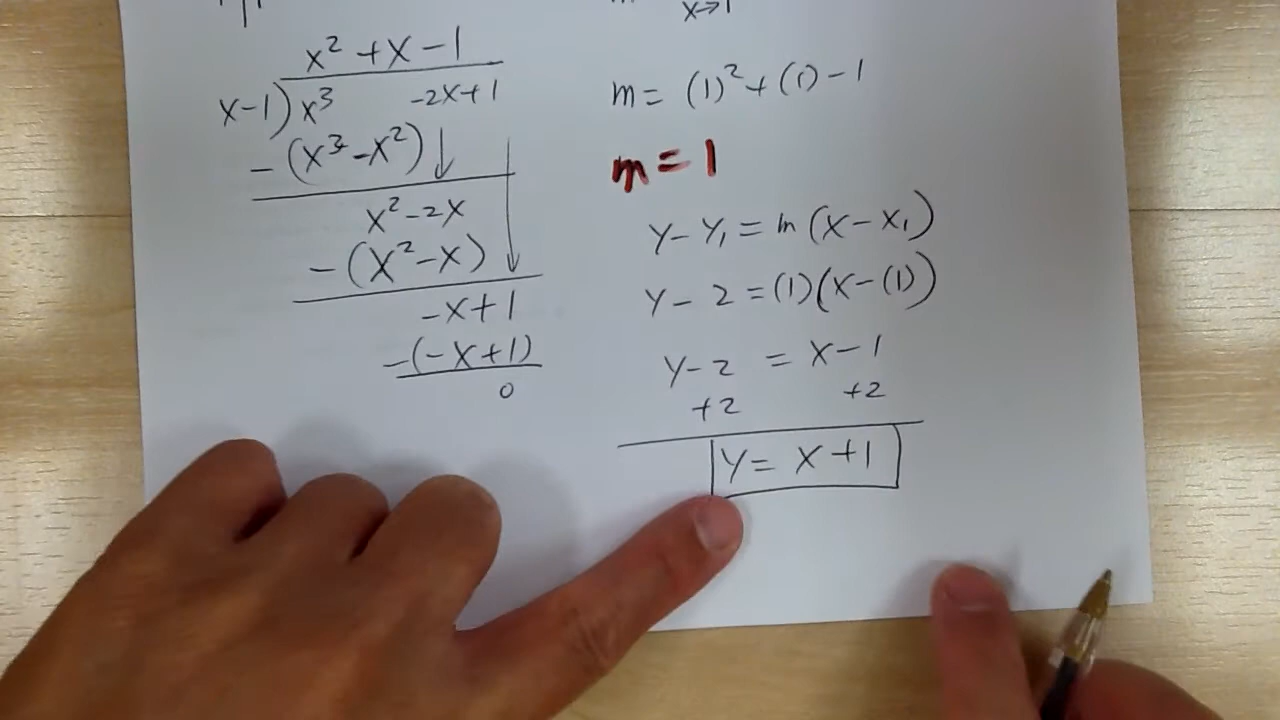 x² + x - 1
x-1)x³ -2x+1
-(x³ -x²)
x² -2x
-(x² -x)
-x+1
-(-x+1)
0
x→1
m = (1)² + (1) - 1
m = 1
y - y₁ = m(x - x₁)
y - 2 = (1)(x - (1))
y - 2 = x - 1
+2 +2
y = x + 1